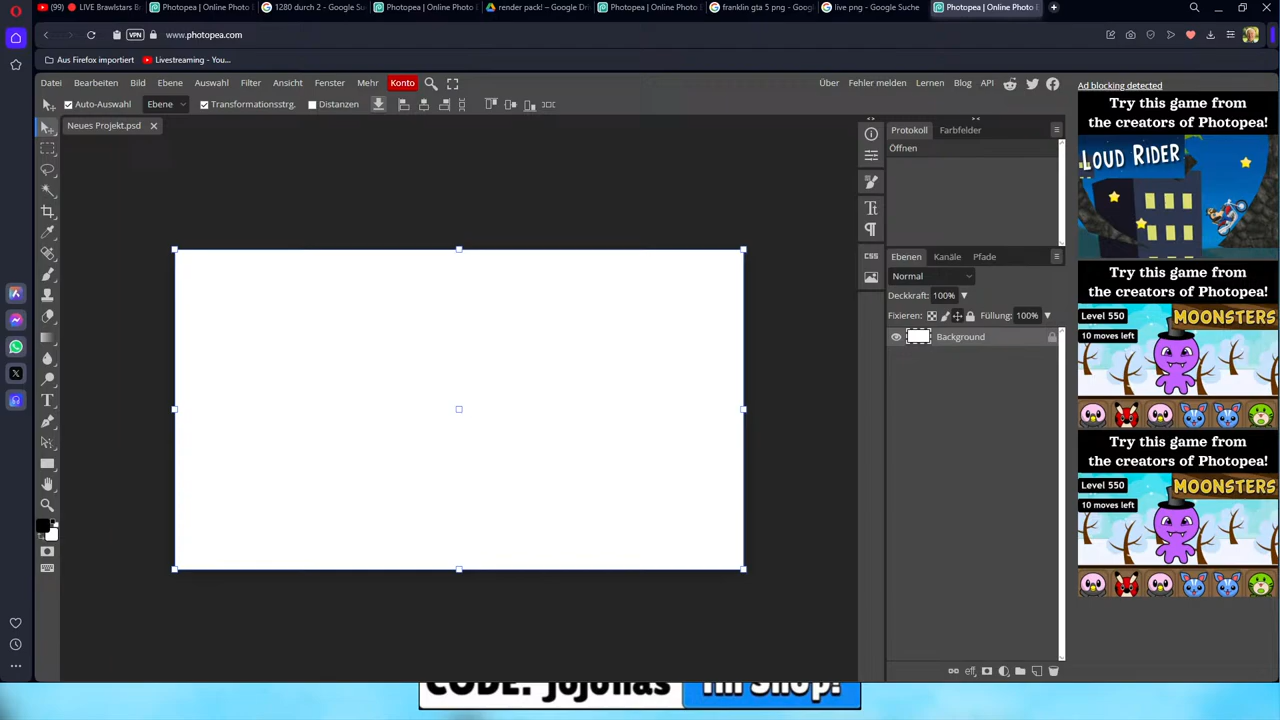 (99) 🔴 LIVE Brawlstars B
Photopea | Online Photo E
1280 durch 2 - Google Su
Photopea | Online Photo E
render pack! – Google Dr
Photopea | Online Photo E
franklin gta 5 png - Goog
live png - Google Suche
Photopea | Online Photo E
VPN
www.photopea.com
Aus Firefox importiert
Livestreaming - You...
Datei Bearbeiten Bild Ebene Auswahl Filter Ansicht Fenster Mehr Konto
Über Fehler melden Lernen Blog API
Auto-Auswahl Ebene Transformationsstrg. Distanzen
Neues Projekt.psd
Protokoll Farbfelder
Öffnen
Ebenen Kanäle Pfade
Normal
Deckkraft: 100%
Fixieren: Füllung: 100%
Background
CSS
eff
Ad blocking detected
Try this game from
the creators of Photopea!
LOUD RIDER
Try this game from
the creators of Photopea!
Level 550
MOONSTERS
10 moves left
Try this game from
the creators of Photopea!
Level 550
MOONSTERS
10 moves left
CODE: jojonas
im Shop!